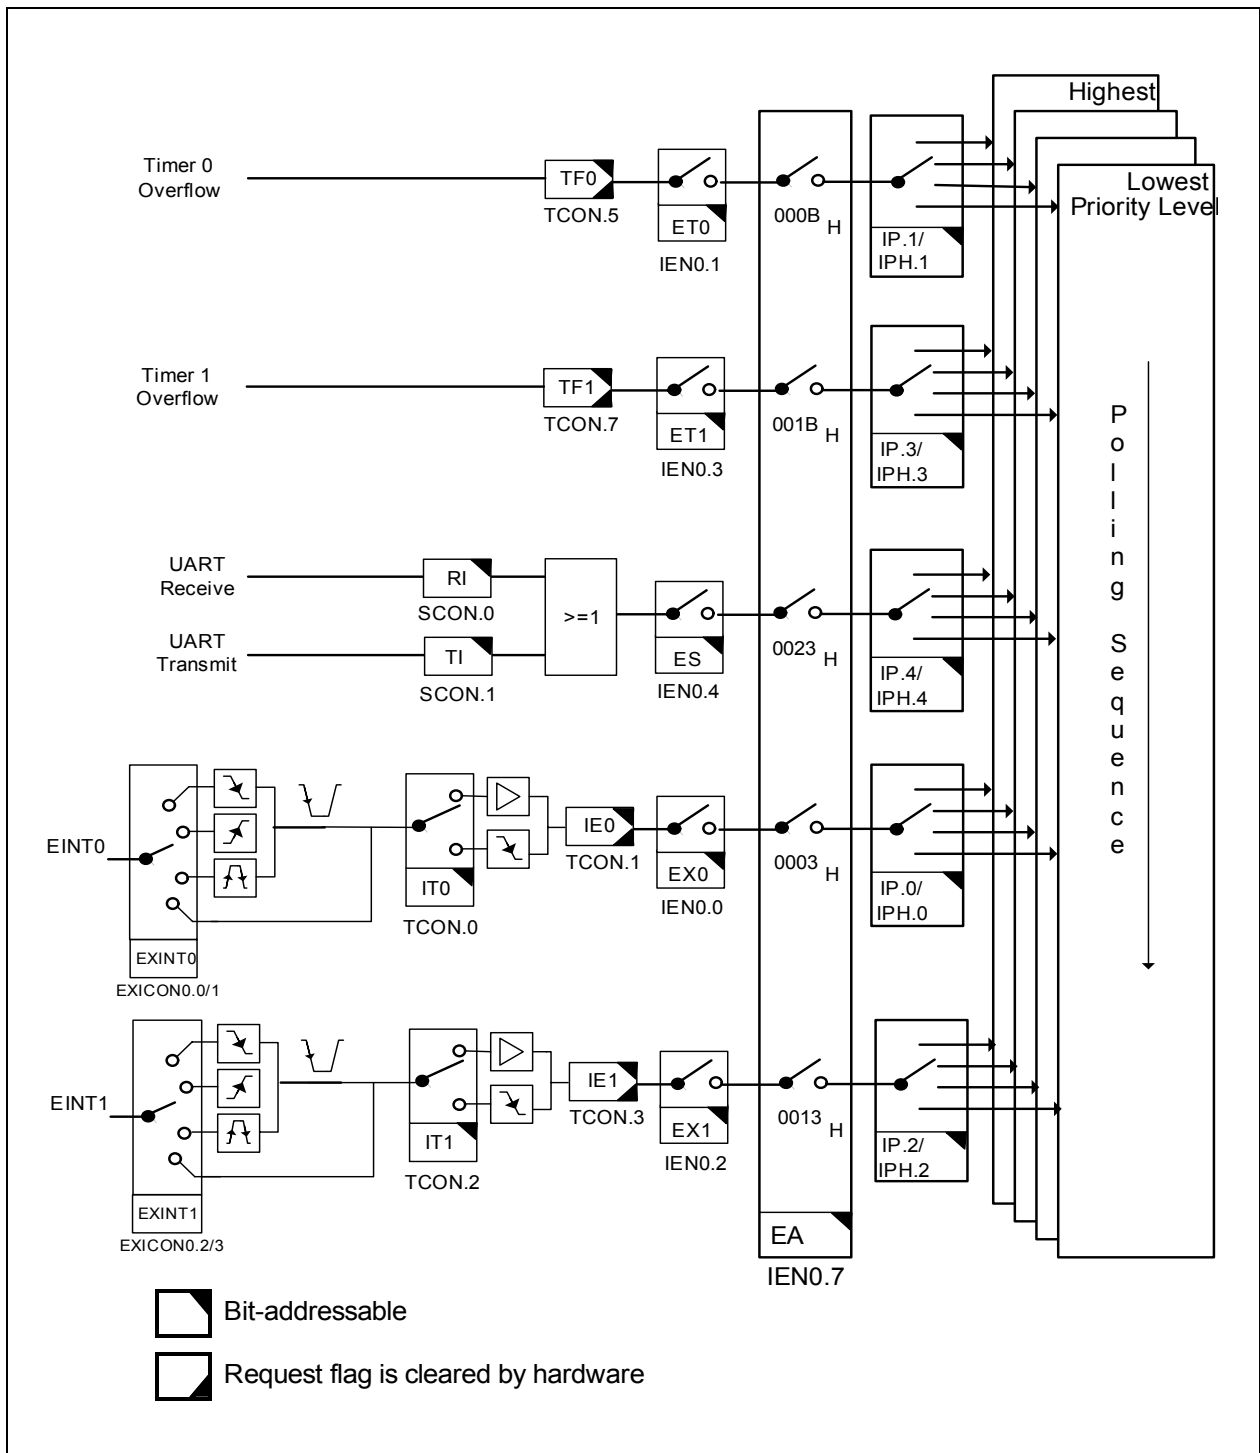 Highest
Lowest
Priority Level
Timer 0
Overflow
TF0
TCON.5
ET0
IEN0.1
000B H
IP.1/
IPH.1
Timer 1
Overflow
TF1
TCON.7
ET1
IEN0.3
001B H
IP.3/
IPH.3
Polling Sequence
UART
Receive
RI
SCON.0
UART
Transmit
TI
SCON.1
>=1
ES
IEN0.4
0023 H
IP.4/
IPH.4
EINT0
EXINT0
EXICON0.0/1
IT0
TCON.0
IE0
TCON.1
EX0
IEN0.0
0003 H
IP.0/
IPH.0
EINT1
EXINT1
EXICON0.2/3
IT1
TCON.2
IE1
TCON.3
EX1
IEN0.2
0013 H
IP.2/
IPH.2
EA
IEN0.7
Bit-addressable
Request flag is cleared by hardware